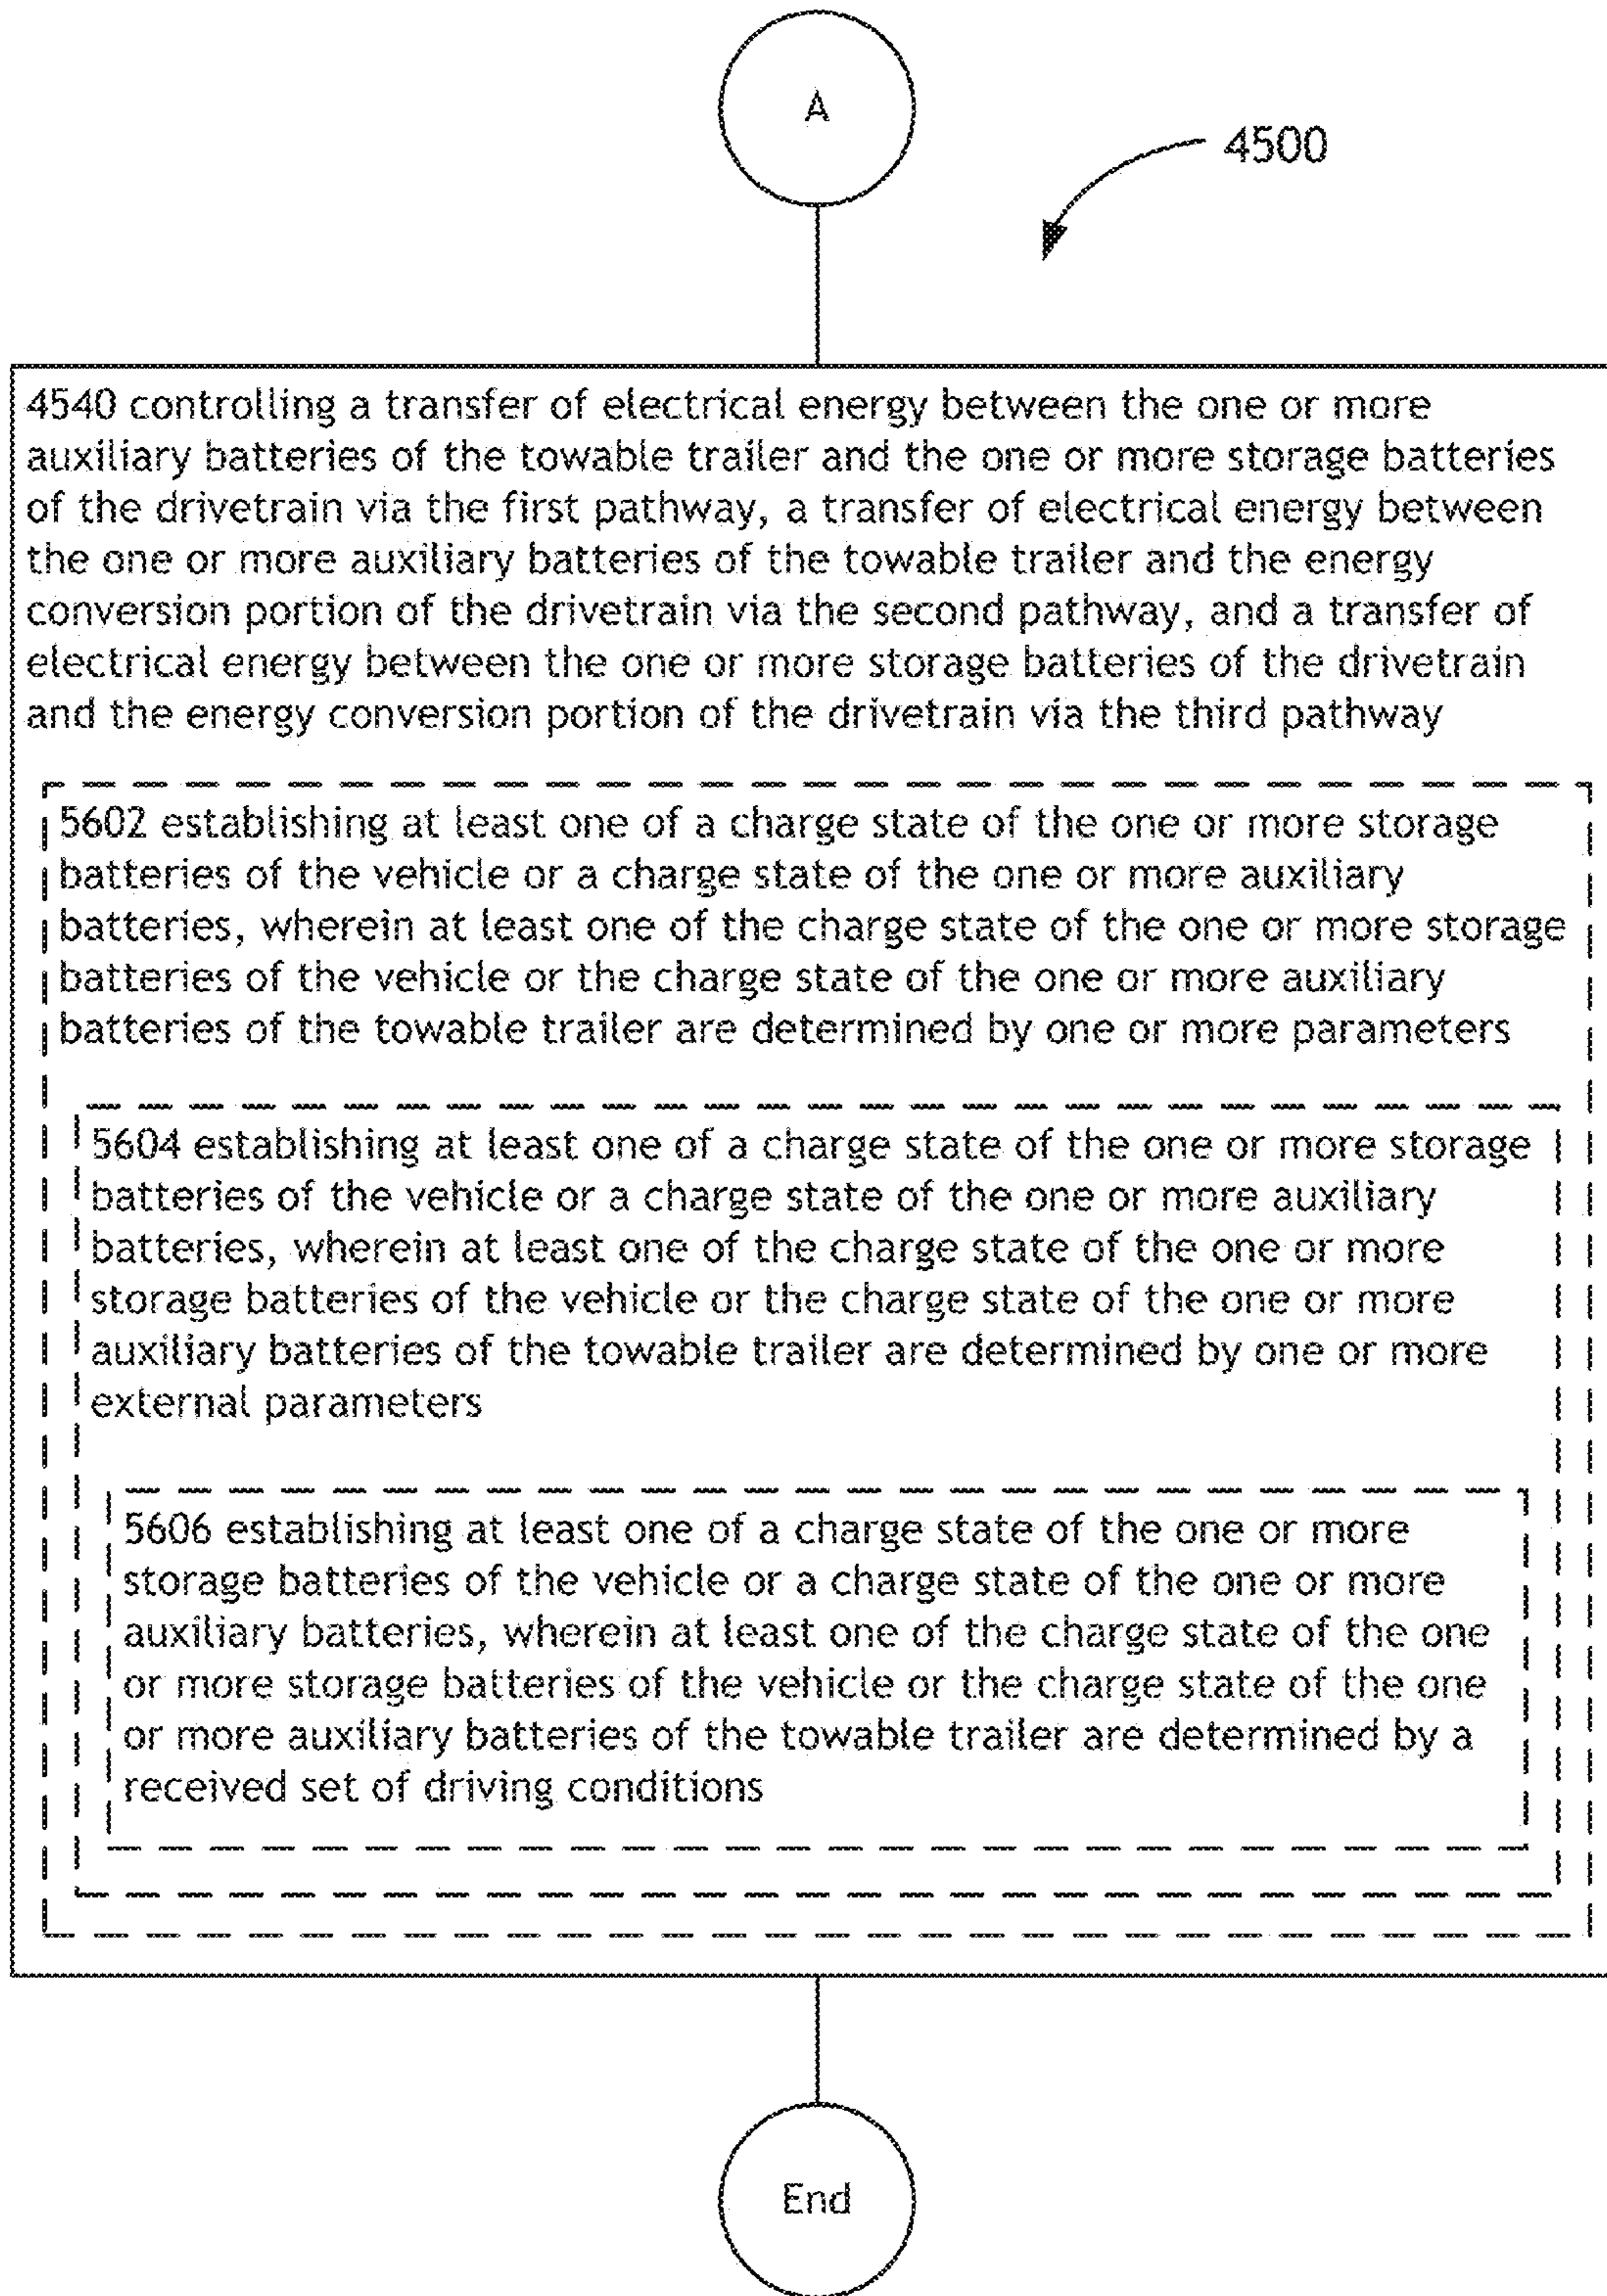 A
4500
4540 controlling a transfer of electrical energy between the one or more
auxiliary batteries of the towable trailer and the one or more storage batteries
of the drivetrain via the first pathway, a transfer of electrical energy between
the one or more auxiliary batteries of the towable trailer and the energy
conversion portion of the drivetrain via the second pathway, and a transfer of
electrical energy between the one or more storage batteries of the drivetrain
and the energy conversion portion of the drivetrain via the third pathway
5602 establishing at least one of a charge state of the one or more storage
batteries of the vehicle or a charge state of the one or more auxiliary
batteries, wherein at least one of the charge state of the one or more storage
batteries of the vehicle or the charge state of the one or more auxiliary
batteries of the towable trailer are determined by one or more parameters
5604 establishing at least one of a charge state of the one or more storage
batteries of the vehicle or a charge state of the one or more auxiliary
batteries, wherein at least one of the charge state of the one or more
storage batteries of the vehicle or the charge state of the one or more
auxiliary batteries of the towable trailer are determined by one or more
external parameters
5606 establishing at least one of a charge state of the one or more
storage batteries of the vehicle or a charge state of the one or more
auxiliary batteries, wherein at least one of the charge state of the one
or more storage batteries of the vehicle or the charge state of the one
or more auxiliary batteries of the towable trailer are determined by a
received set of driving conditions
End